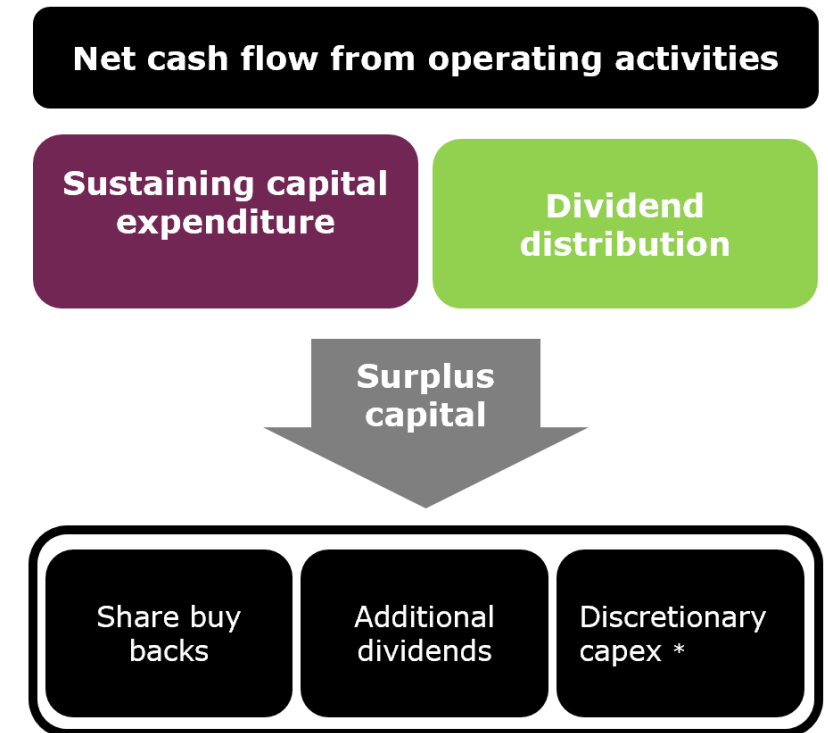 Net cash flow from operating activities
Sustaining capital
expenditure
Dividend
distribution
Surplus
capital
Share buy
backs
Additional
dividends
Discretionary
capex *